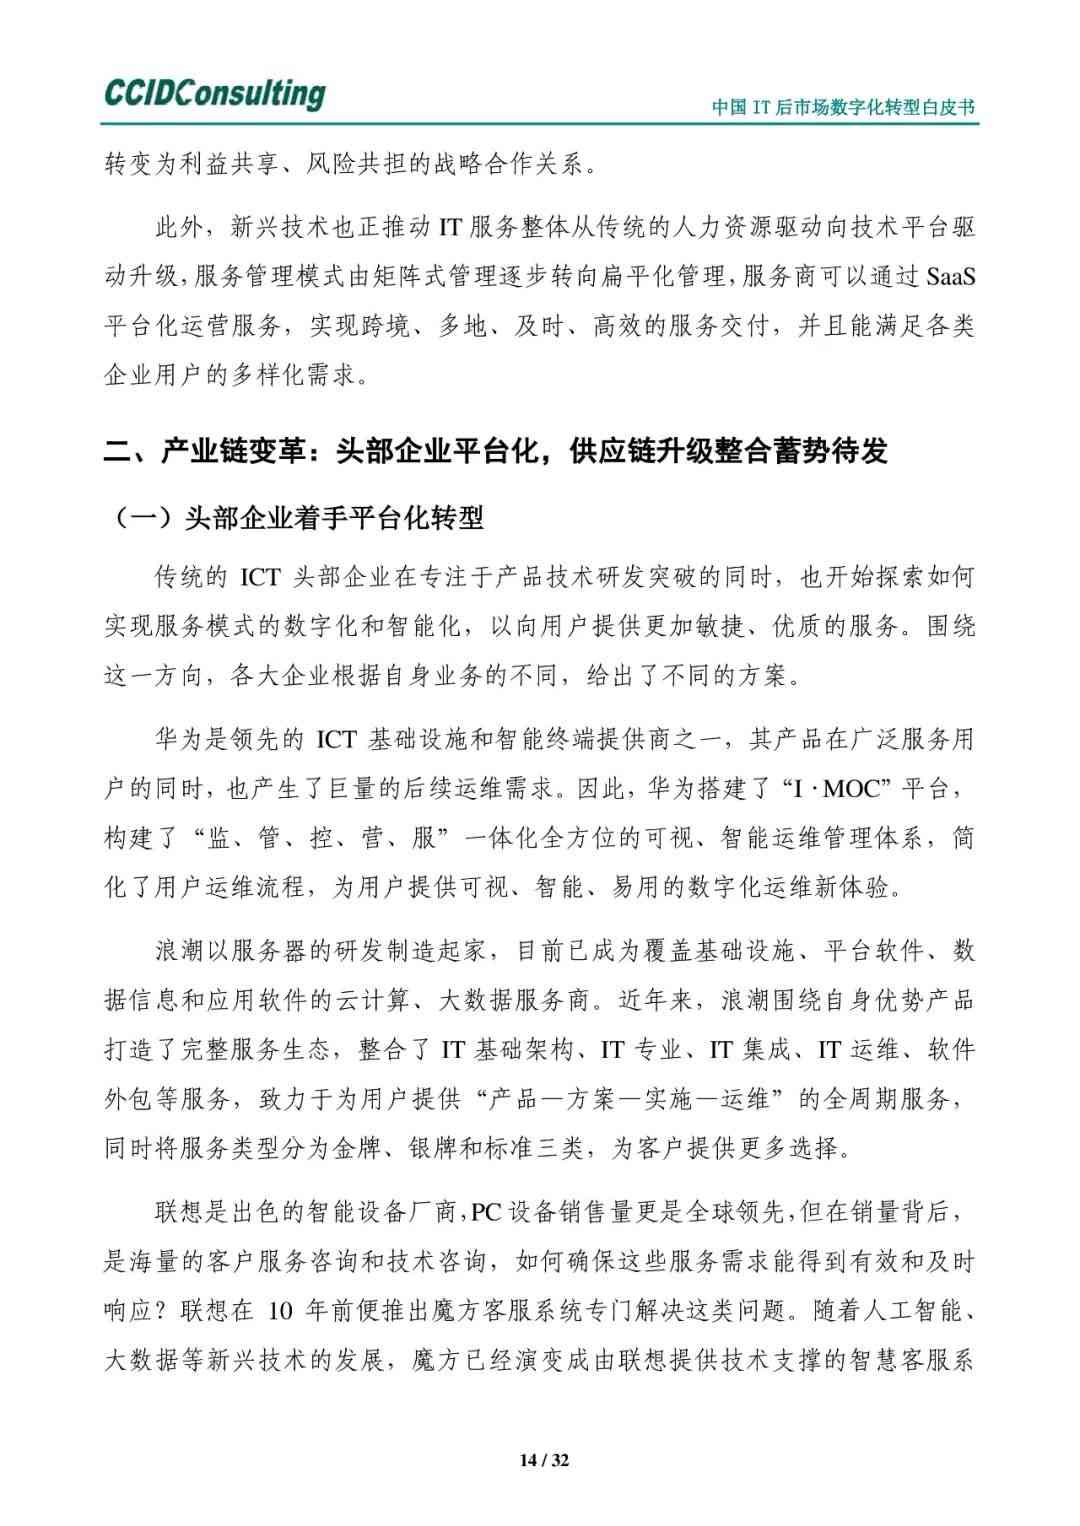 CCIDConsulting
中国 IT 后市场数字化转型白皮书
转变为利益共享、风险共担的战略合作关系。
此外，新兴技术也正推动 IT 服务整体从传统的人力资源驱动向技术平台驱
动升级，服务管理模式由矩阵式管理逐步转向扁平化管理，服务商可以通过 SaaS
平台化运营服务，实现跨境、多地、及时、高效的服务交付，并且能满足各类
企业用户的多样化需求。
二、产业链变革：头部企业平台化，供应链升级整合蓄势待发
（一）头部企业着手平台化转型
传统的 ICT 头部企业在专注于产品技术研发突破的同时，也开始探索如何
实现服务模式的数字化和智能化，以向用户提供更加敏捷、优质的服务。围绕
这一方向，各大企业根据自身业务的不同，给出了不同的方案。
华为是领先的 ICT 基础设施和智能终端提供商之一，其产品在广泛服务用
户的同时，也产生了巨量的后续运维需求。因此，华为搭建了“I·MOC”平台，
构建了“监、管、控、营、服”一体化全方位的可视、智能运维管理体系，简
化了用户运维流程，为用户提供可视、智能、易用的数字化运维新体验。
浪潮以服务器的研发制造起家，目前已成为覆盖基础设施、平台软件、数
据信息和应用软件的云计算、大数据服务商。近年来，浪潮围绕自身优势产品
打造了完整服务生态，整合了 IT 基础架构、IT 专业、IT 集成、IT 运维、软件
外包等服务，致力于为用户提供“产品—方案—实施—运维”的全周期服务，
同时将服务类型分为金牌、银牌和标准三类，为客户提供更多选择。
联想是出色的智能设备厂商，PC 设备销售量更是全球领先，但在销量背后，
是海量的客户服务咨询和技术咨询，如何确保这些服务需求能得到有效和及时
响应？联想在 10 年前便推出魔方客服系统专门解决这类问题。随着人工智能、
大数据等新兴技术的发展，魔方已经演变成由联想提供技术支撑的智慧客服系
14 / 32